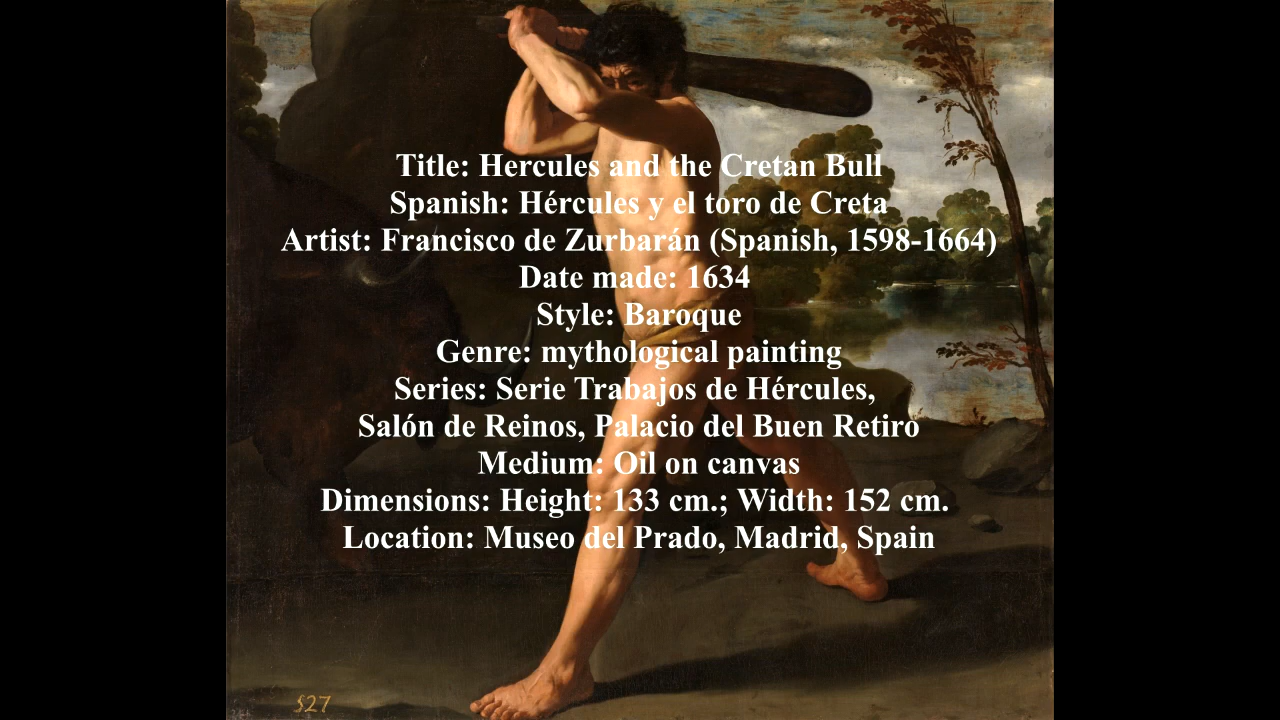 Title: Hercules and the Cretan Bull
Spanish: Hércules y el toro de Creta
Artist: Francisco de Zurbarán (Spanish, 1598-1664)
Date made: 1634
Style: Baroque
Genre: mythological painting
Series: Serie Trabajos de Hércules,
Salón de Reinos, Palacio del Buen Retiro
Medium: Oil on canvas
Dimensions: Height: 133 cm.; Width: 152 cm.
Location: Museo del Prado, Madrid, Spain
527